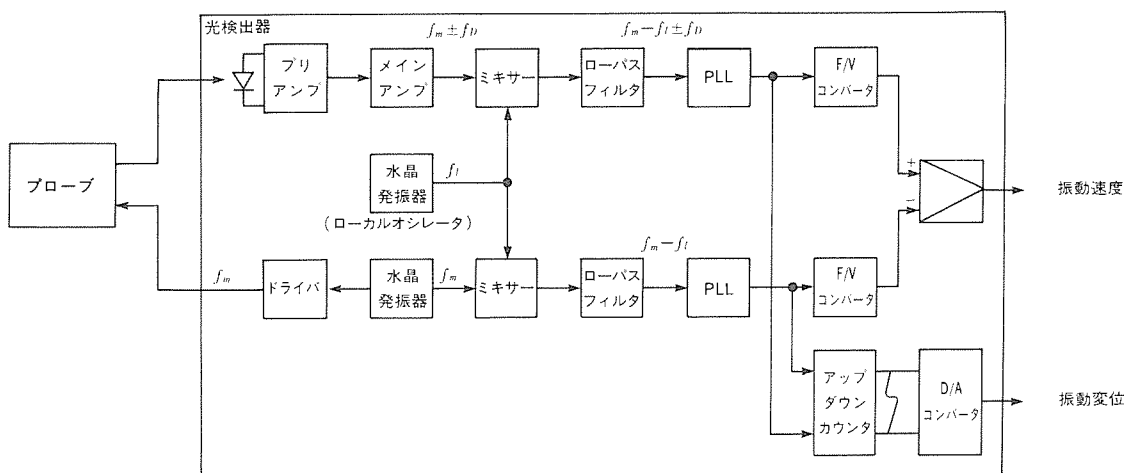 光検出器
fm±fD
fm−fl±fD
プリ
アンプ
メイン
アンプ
ミキサー
ローパス
フィルタ
PLL
F/V
コンバータ
プローブ
水晶
発振器
fl
(ローカルオシレータ)
+
−
振動速度
fm
ドライバ
水晶
発振器
fm
ミキサー
fm−fl
ローパス
フィルタ
PLL
F/V
コンバータ
アップ
ダウン
カウンタ
D/A
コンバータ
振動変位